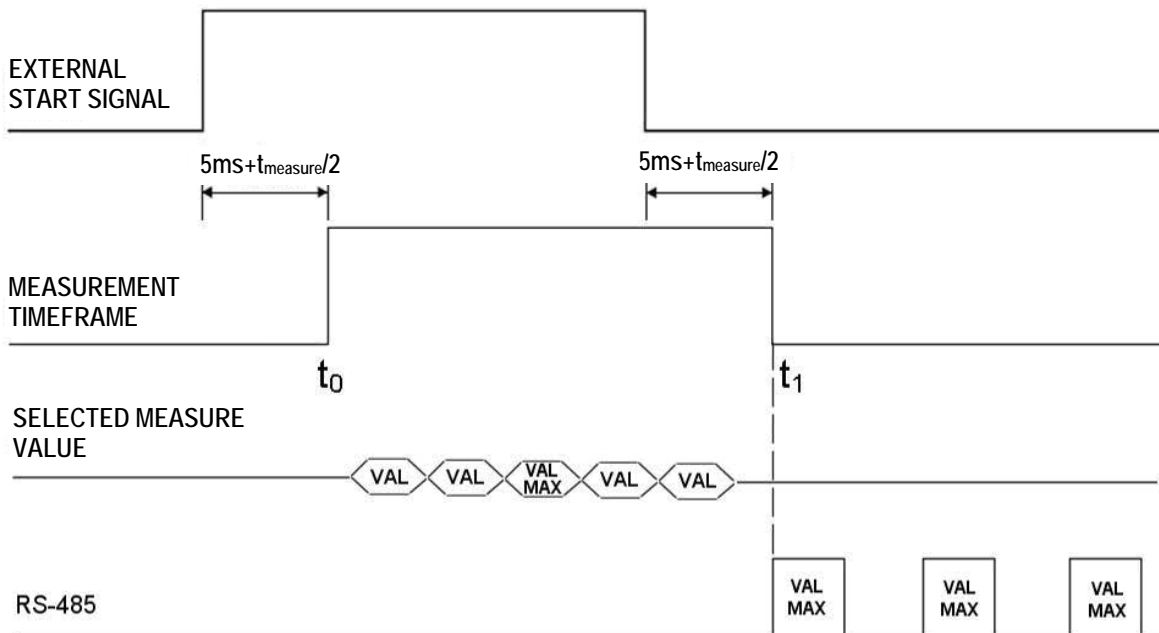 EXTERNAL
START SIGNAL
5ms+tmeasure/2
5ms+tmeasure/2
MEASUREMENT
TIMEFRAME
t0
t1
SELECTED MEASURE
VALUE
VAL
VAL
VAL
MAX
VAL
VAL
RS-485
VAL
MAX
VAL
MAX
VAL
MAX